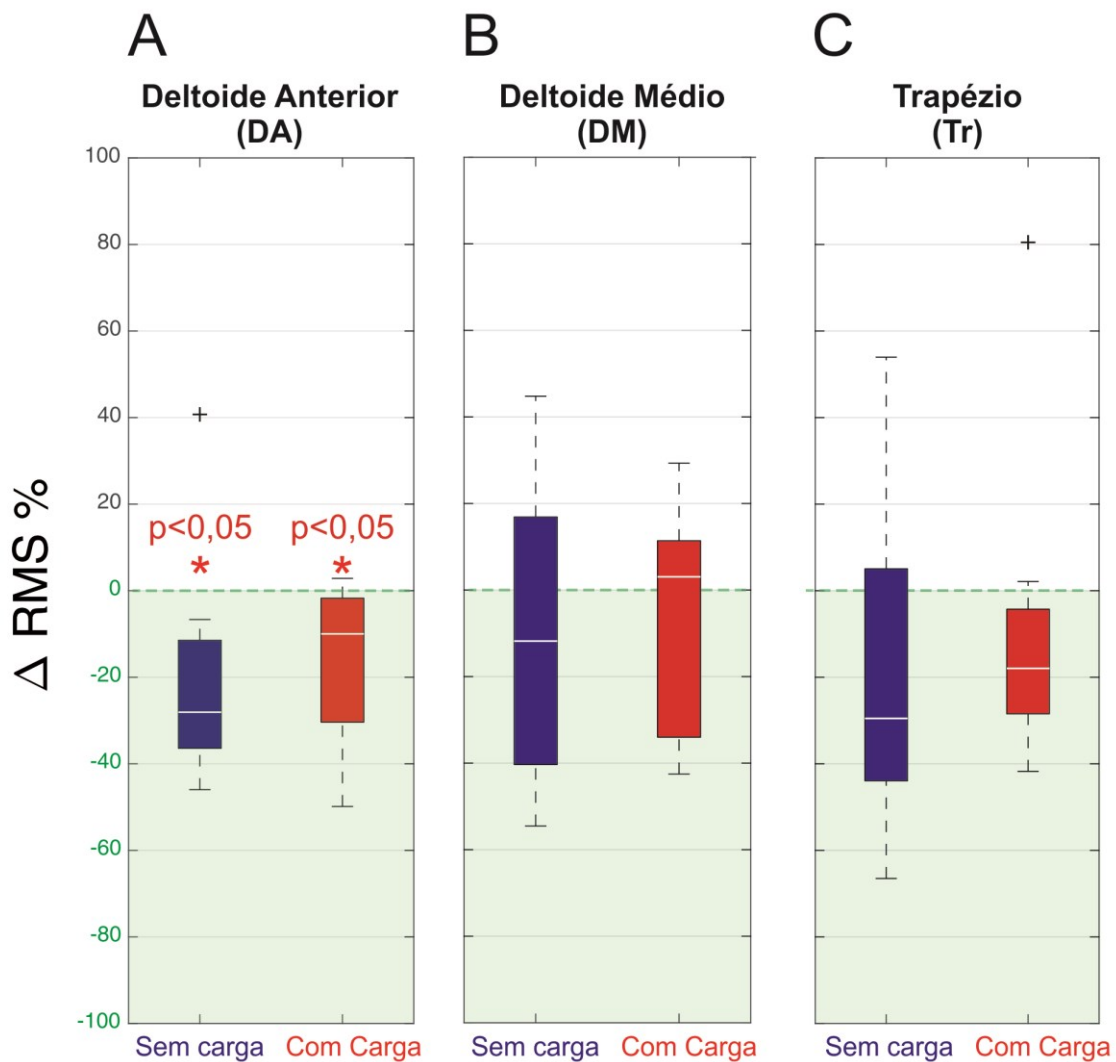 A
B
C
Deltoide Anterior
(DA)
Deltoide Médio
(DM)
Trapézio
(Tr)
Δ RMS %
100
80
60
40
20
0
-20
-40
-60
-80
-100
p<0,05
*
p<0,05
*
Sem carga
Com Carga
Sem carga
Com Carga
Sem carga
Com Carga